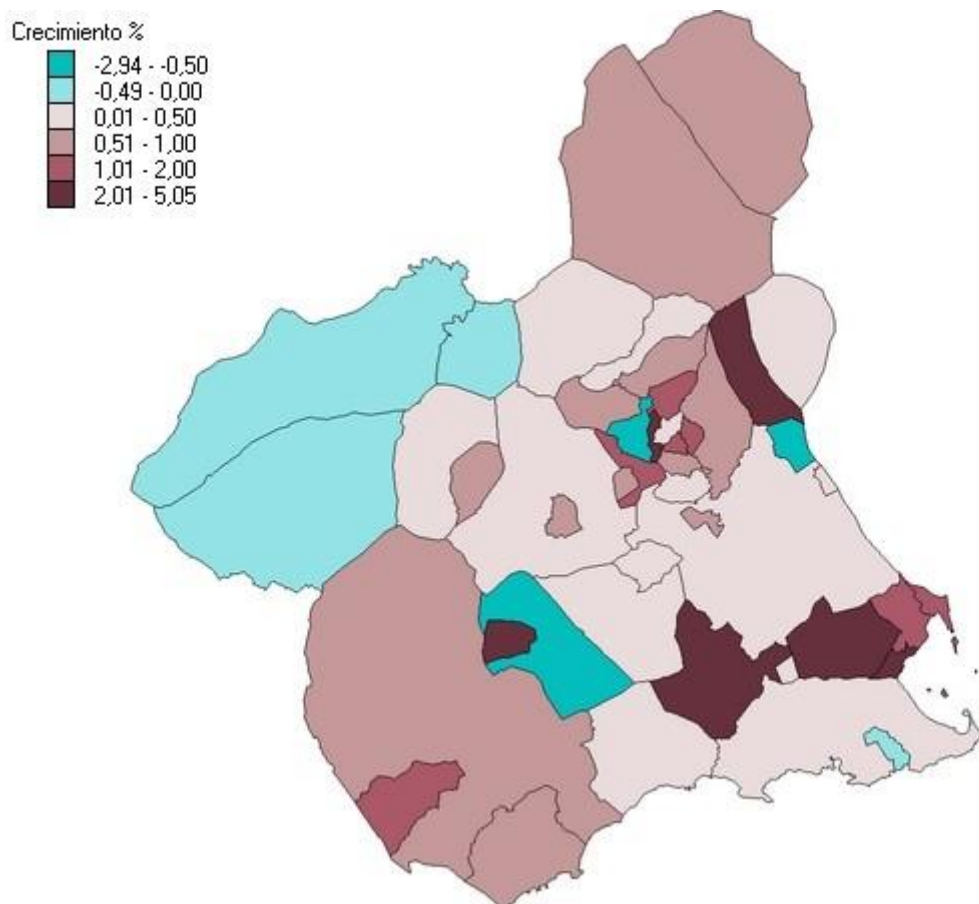 Crecimiento %
-2,94 - -0,50
-0,49 - 0,00
0,01 - 0,50
0,51 - 1,00
1,01 - 2,00
2,01 - 5,05